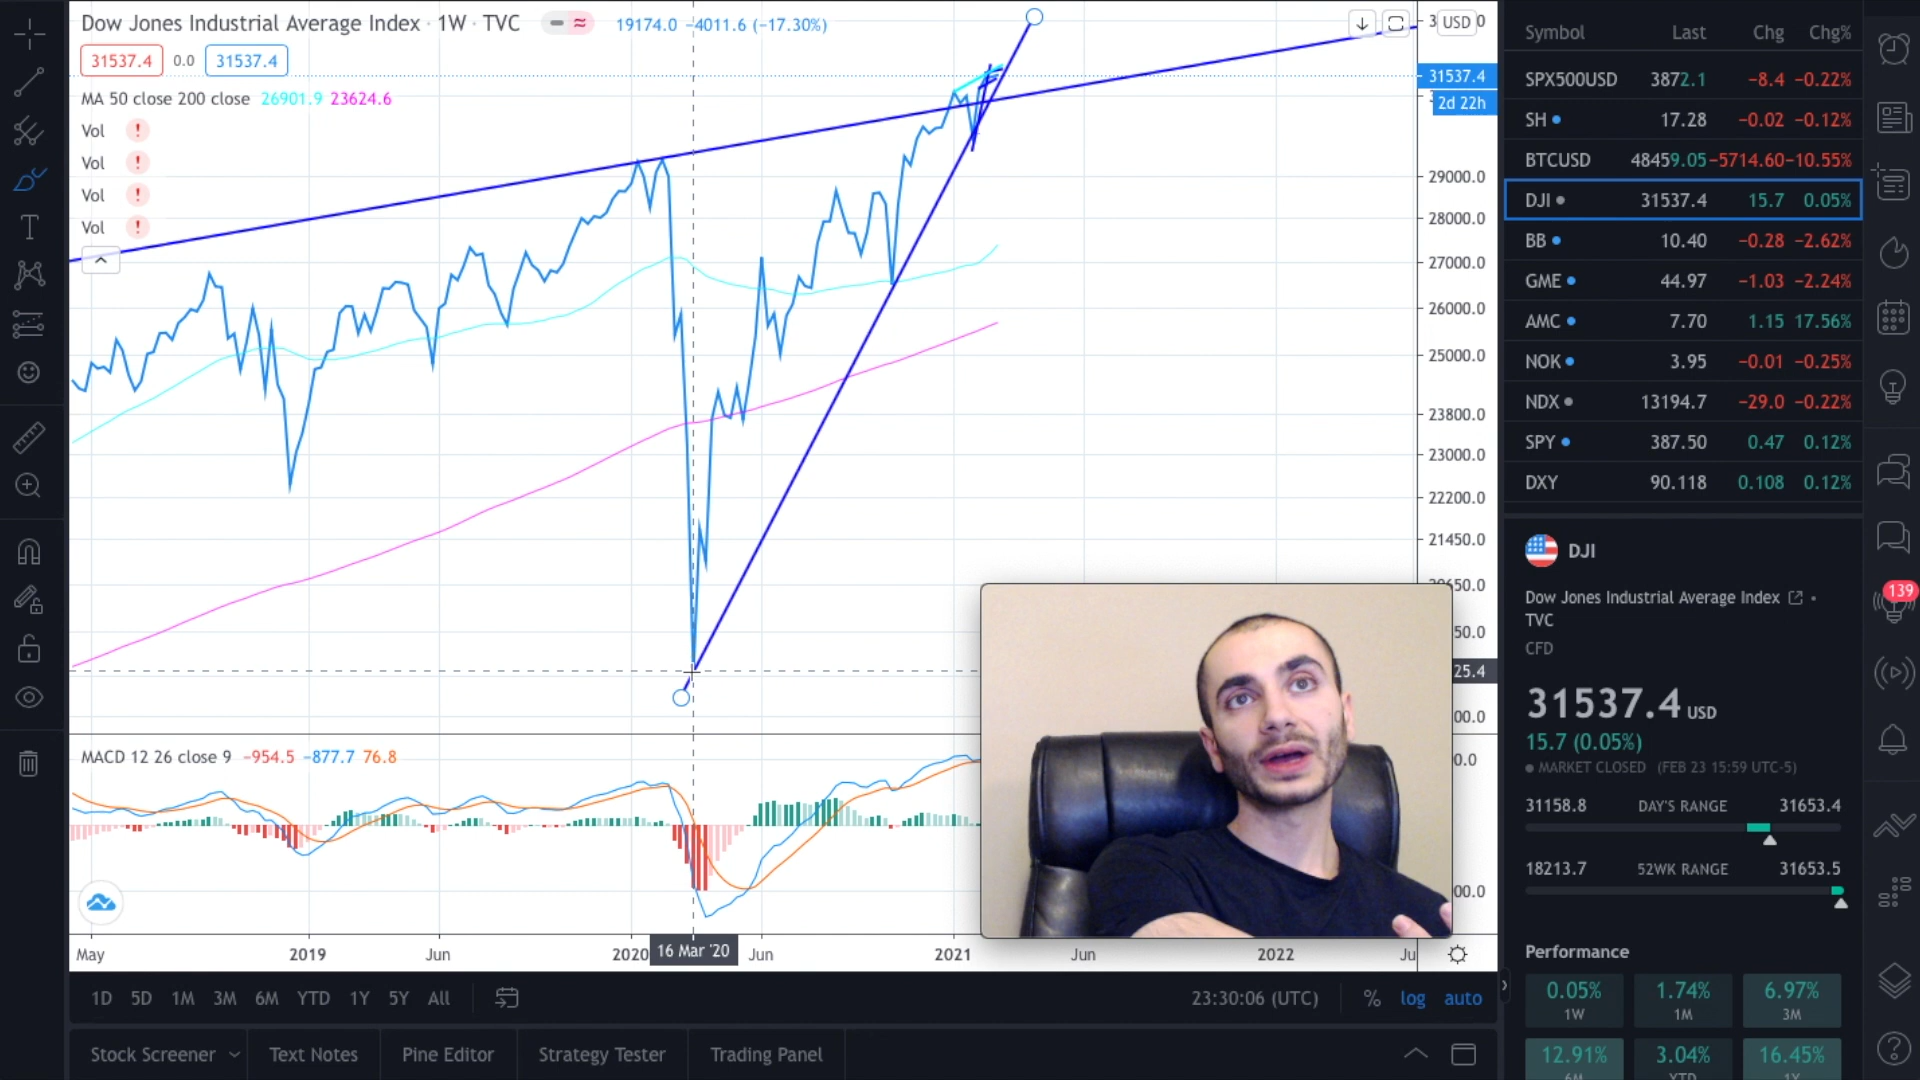 Dow Jones Industrial Average Index · 1W · TVC
19174.0 −4011.6 (−17.30%)
31537.4 0.0 31537.4
MA 50 close 200 close 26901.9 23624.6
Vol !
Vol !
Vol !
Vol !
USD
31537.4
2d 22h
29000.0
28000.0
27000.0
26000.0
25000.0
23800.0
23000.0
22200.0
21450.0
MACD 12 26 close 9 −954.5 −877.7 76.8
May 2019 Jun 2020 16 Mar '20 Jun 2021 Jun 2022
1D 5D 1M 3M 6M YTD 1Y 5Y All
23:30:06 (UTC) % log auto
Stock Screener Text Notes Pine Editor Strategy Tester Trading Panel
Symbol Last Chg Chg%
SPX500USD 3872.1 −8.4 −0.22%
SH 17.28 −0.02 −0.12%
BTCUSD 48459.05 −5714.60 −10.55%
DJI 31537.4 15.7 0.05%
BB 10.40 −0.28 −2.62%
GME 44.97 −1.03 −2.24%
AMC 7.70 1.15 17.56%
NOK 3.95 −0.01 −0.25%
NDX 13194.7 −29.0 −0.22%
SPY 387.50 0.47 0.12%
DXY 90.118 0.108 0.12%
DJI
Dow Jones Industrial Average Index
TVC
CFD
31537.4 USD
15.7 (0.05%)
MARKET CLOSED (FEB 23 15:59 UTC-5)
31158.8 DAY'S RANGE 31653.4
18213.7 52WK RANGE 31653.5
Performance
0.05% 1.74% 6.97%
1W 1M 3M
12.91% 3.04% 16.45%
139